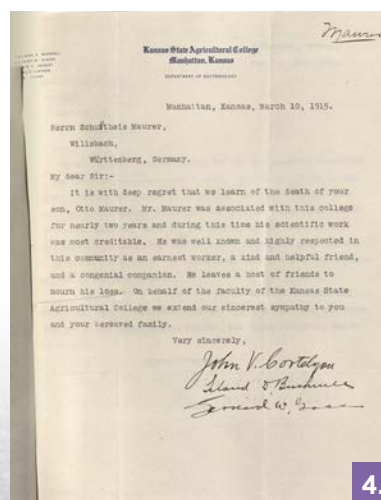 Maurer
Kansas State Agricultural College
Manhattan, Kansas
DEPARTMENT OF BACTERIOLOGY
Manhattan, Kansas, March 10, 1915.
Herrn Schultheis Maurer,
Willsbach,
Württenberg, Germany.
My dear Sir:-
It is with deep regret that we learn of the death of your
son, Otto Maurer. Mr. Maurer was associated with this college
for nearly two years and during this time his scientific work
was most creditable. He was well known and highly respected in
this community as an earnest worker, a kind and helpful friend,
and a congenial companion. He leaves a host of friends to
mourn his loss. On behalf of the faculty of the Kansas State
Agricultural College we extend our sincerest sympathy to you
and your bereaved family.
Very sincerely,
John V. Cortelyou
Leland D. Bushnell
4.